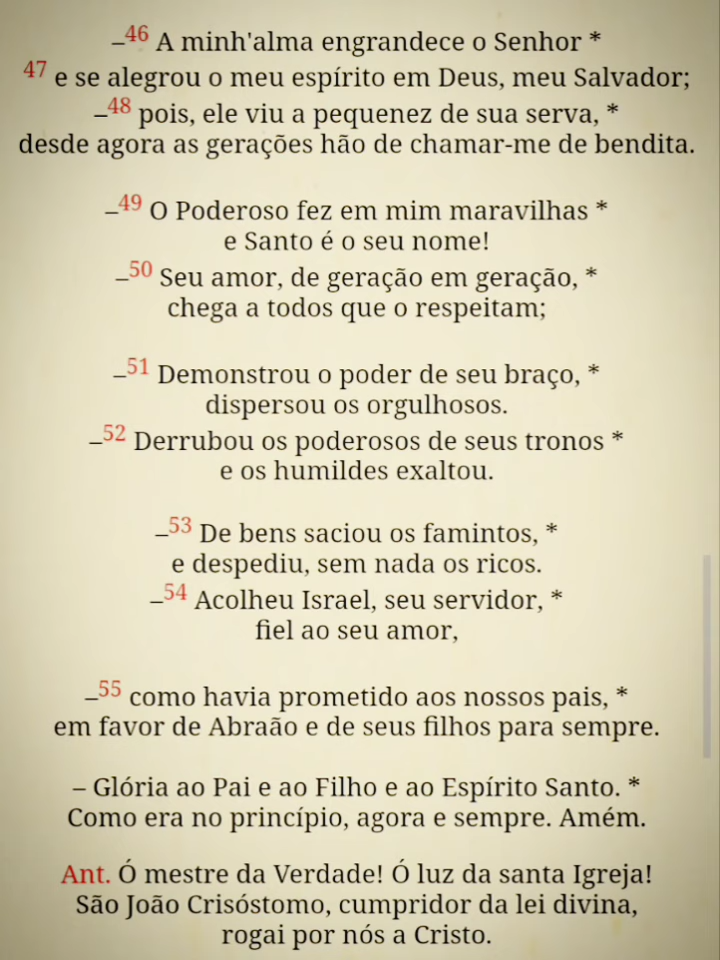 –46 A minh'alma engrandece o Senhor *
47 e se alegrou o meu espírito em Deus, meu Salvador;
–48 pois, ele viu a pequenez de sua serva, *
desde agora as gerações hão de chamar-me de bendita.
–49 O Poderoso fez em mim maravilhas *
e Santo é o seu nome!
–50 Seu amor, de geração em geração, *
chega a todos que o respeitam;
–51 Demonstrou o poder de seu braço, *
dispersou os orgulhosos.
–52 Derrubou os poderosos de seus tronos *
e os humildes exaltou.
–53 De bens saciou os famintos, *
e despediu, sem nada os ricos.
–54 Acolheu Israel, seu servidor, *
fiel ao seu amor,
–55 como havia prometido aos nossos pais, *
em favor de Abraão e de seus filhos para sempre.
– Glória ao Pai e ao Filho e ao Espírito Santo. *
Como era no princípio, agora e sempre. Amém.
Ant. Ó mestre da Verdade! Ó luz da santa Igreja!
São João Crisóstomo, cumpridor da lei divina,
rogai por nós a Cristo.